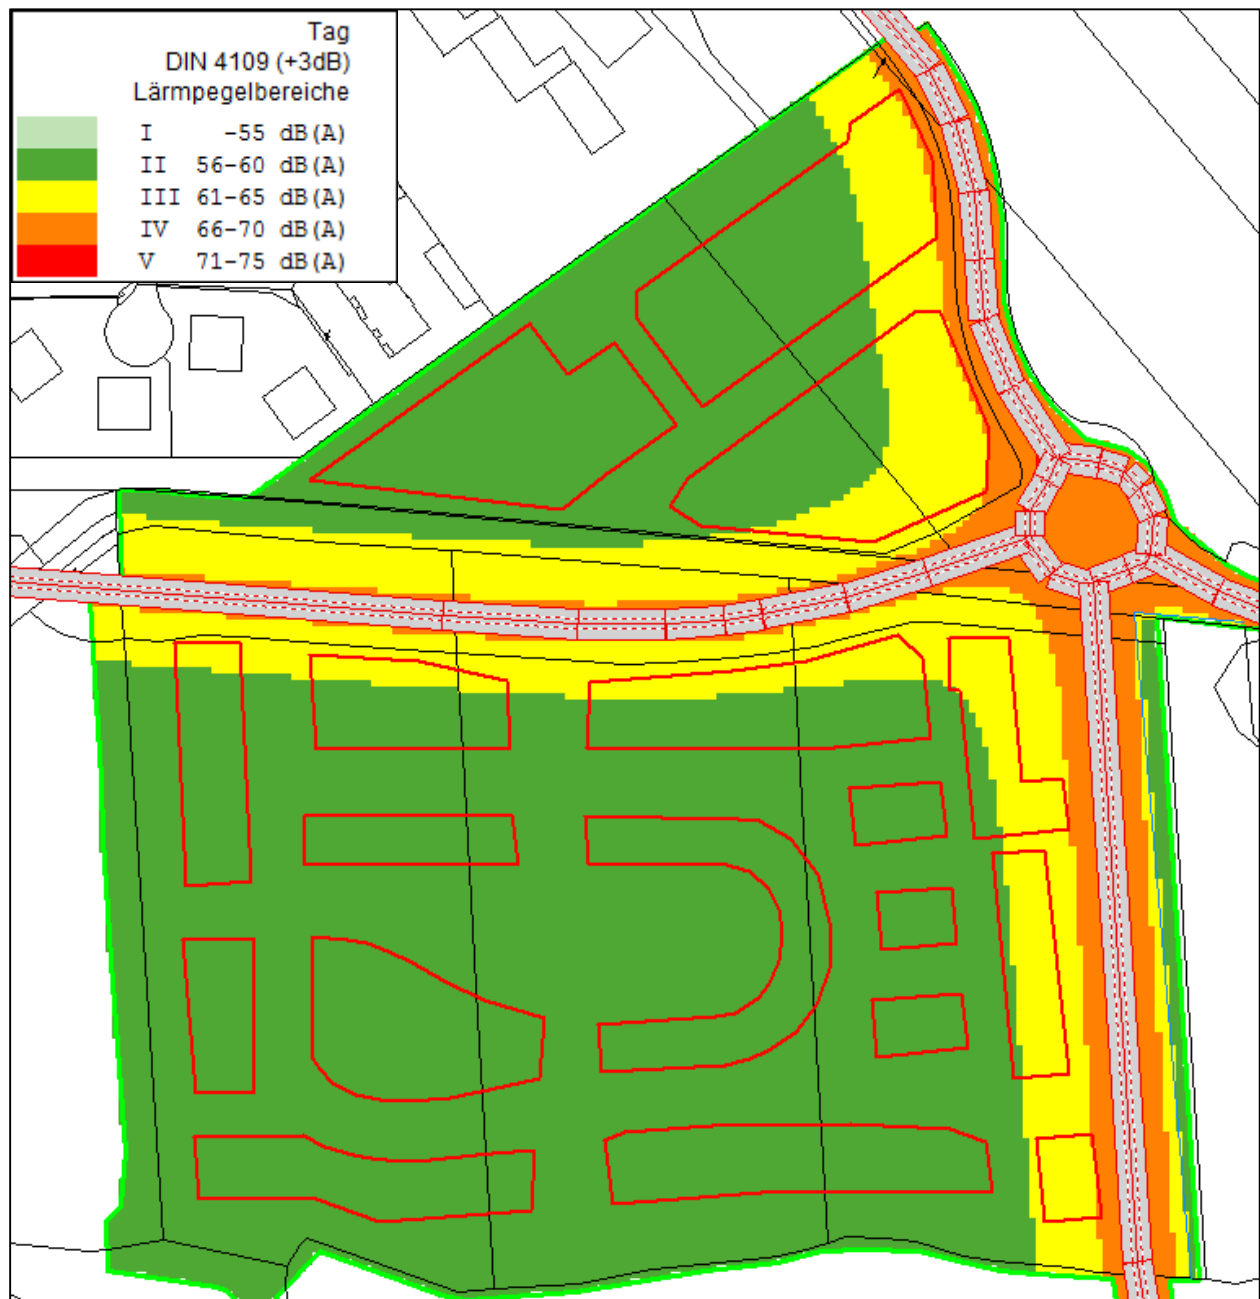 Tag
DIN 4109 (+3dB)
Lärmpegelbereiche
I -55 dB(A)
II 56-60 dB(A)
III 61-65 dB(A)
IV 66-70 dB(A)
V 71-75 dB(A)